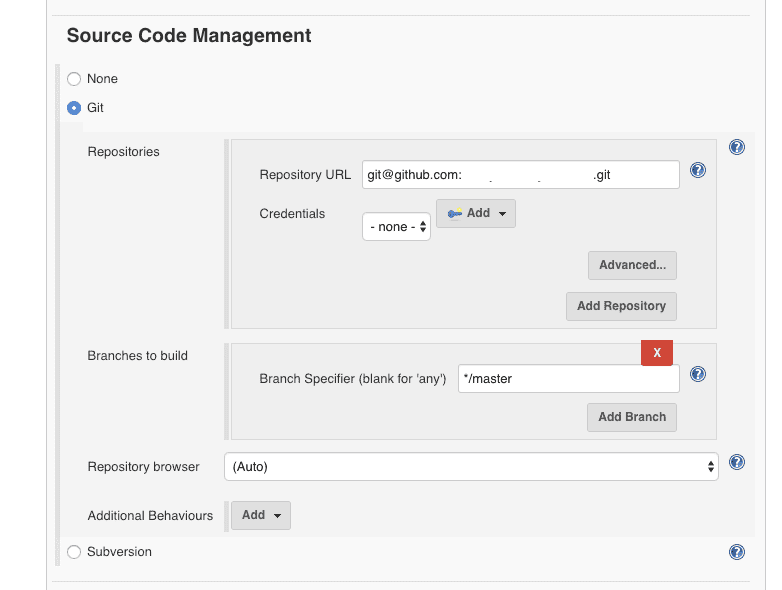 Source Code Management
None
Git
Repositories
Repository URL git@github.com: .git
Credentials - none - Add
Advanced...
Add Repository
Branches to build
X
Branch Specifier (blank for 'any') */master
Add Branch
Repository browser (Auto)
Additional Behaviours Add
Subversion